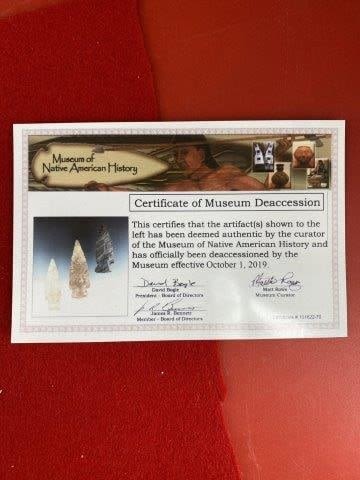 Museum of
Native American History
Certificate of Museum Deaccession
This certifies that the artifact(s) shown to the
left has been deemed authentic by the curator
of the Museum of Native American History and
has officially been deaccessioned by the
Museum effective October 1, 2019.
David Bogle
President - Board of Directors
Matt Rowe
Museum Curator
James R. Bennett
Member - Board of Directors